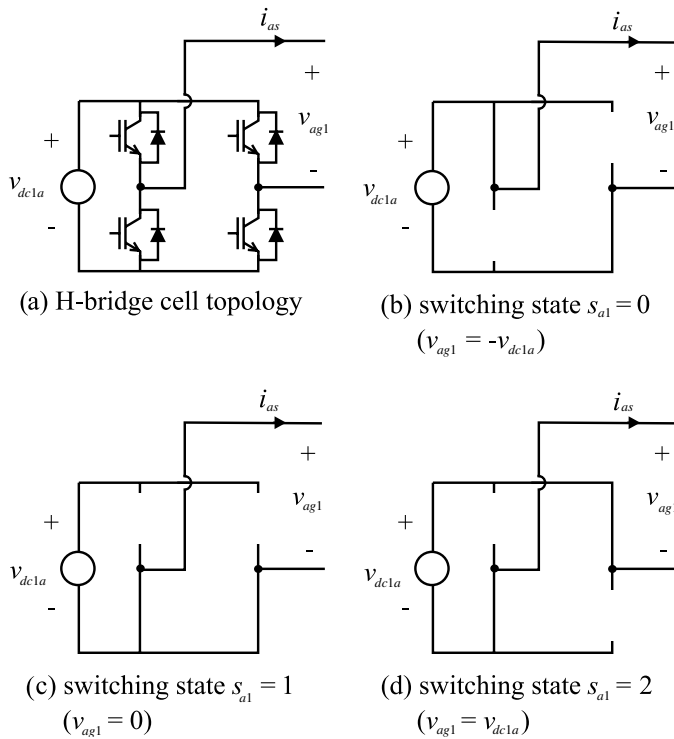 i_as
+
v_ag1
-
+
v_dc1a
-
(a) H-bridge cell topology
i_as
+
v_ag1
-
+
v_dc1a
-
(b) switching state s_a1 = 0
(v_ag1 = -v_dc1a)
i_as
+
v_ag1
-
+
v_dc1a
-
(c) switching state s_a1 = 1
(v_ag1 = 0)
i_as
+
v_ag1
-
+
v_dc1a
-
(d) switching state s_a1 = 2
(v_ag1 = v_dc1a)